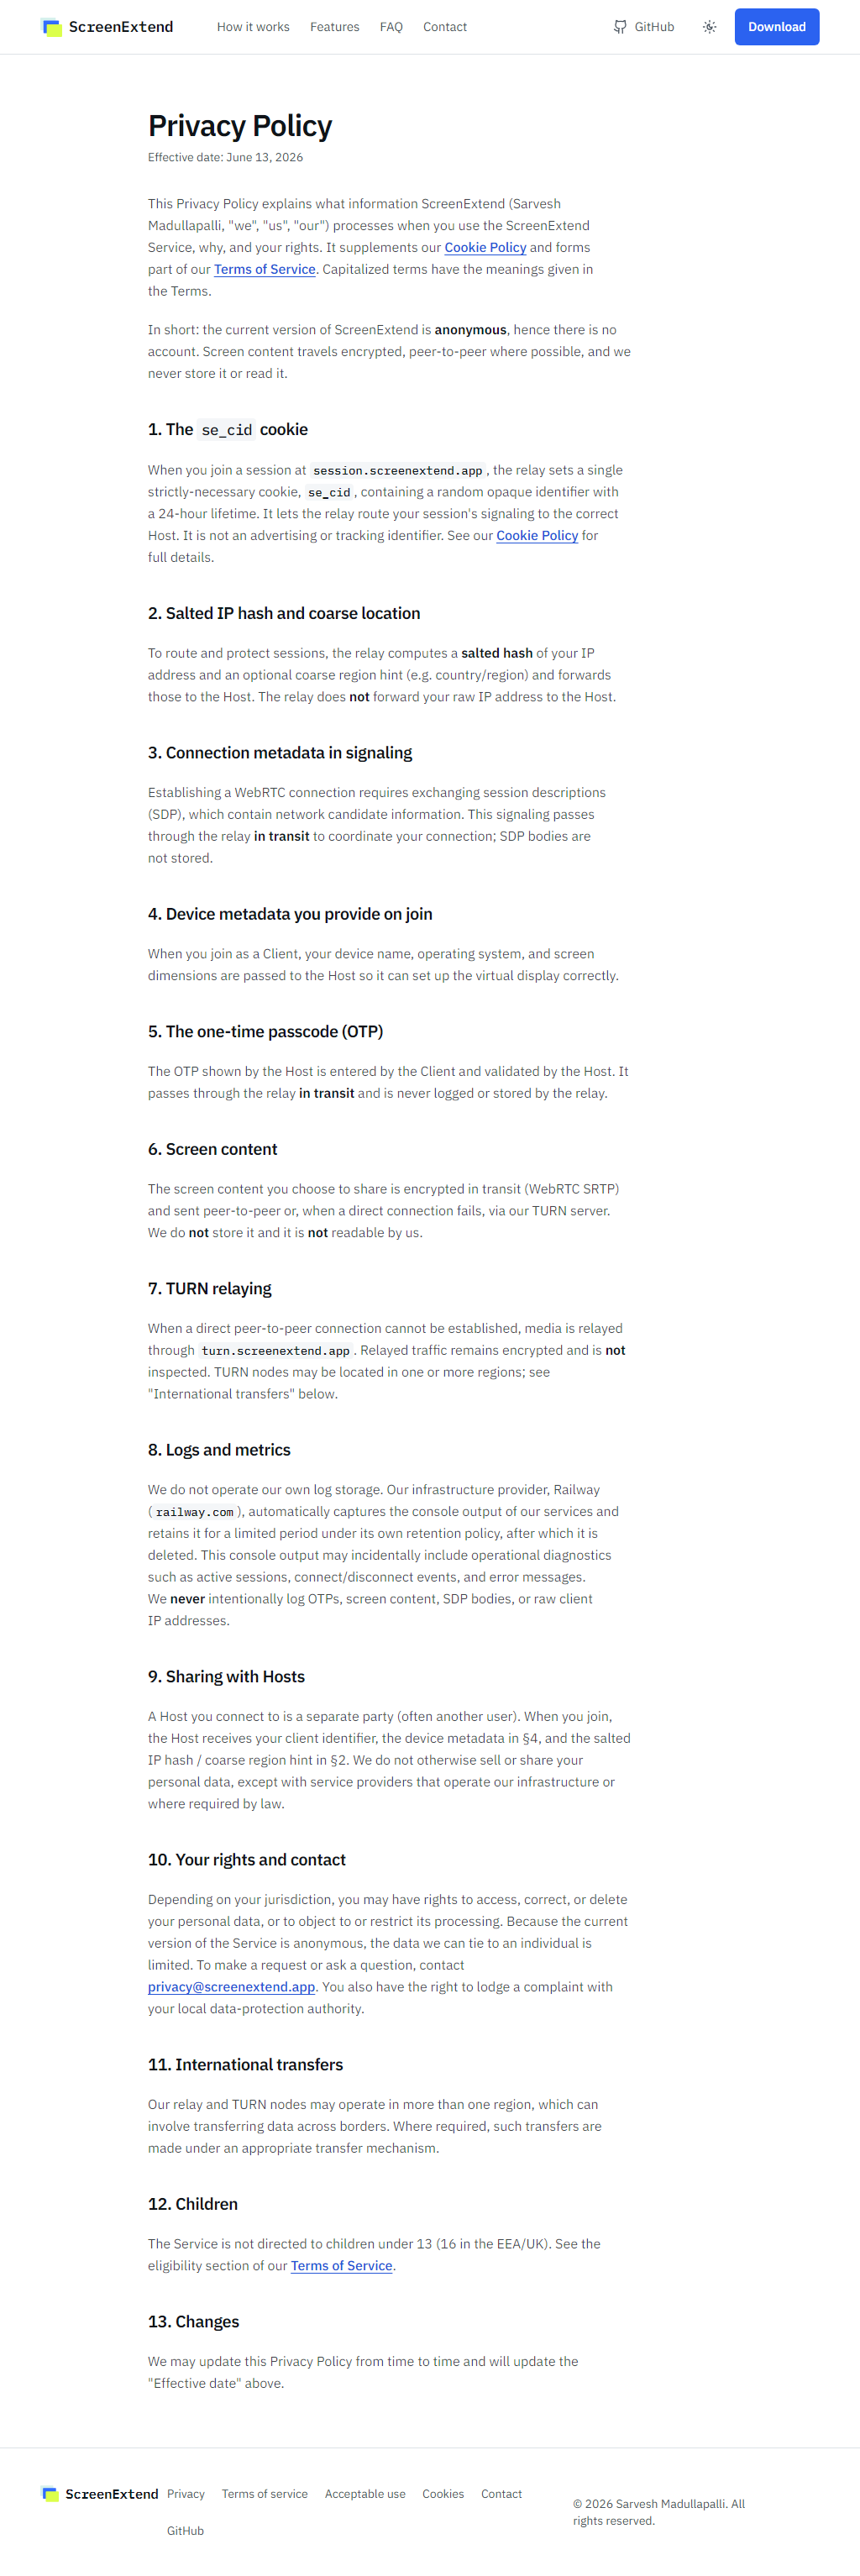 ScreenExtend How it works Features FAQ Contact GitHub Download
Privacy Policy
Effective date: June 13, 2026
This Privacy Policy explains what information ScreenExtend (Sarvesh
Madullapalli, "we", "us", "our") processes when you use the ScreenExtend
Service, why, and your rights. It supplements our Cookie Policy and forms
part of our Terms of Service. Capitalized terms have the meanings given in
the Terms.
In short: the current version of ScreenExtend is anonymous, hence there is no
account. Screen content travels encrypted, peer-to-peer where possible, and we
never store it or read it.
1. The se_cid cookie
When you join a session at session.screenextend.app, the relay sets a single
strictly-necessary cookie, se_cid, containing a random opaque identifier with
a 24-hour lifetime. It lets the relay route your session's signaling to the correct
Host. It is not an advertising or tracking identifier. See our Cookie Policy for
full details.
2. Salted IP hash and coarse location
To route and protect sessions, the relay computes a salted hash of your IP
address and an optional coarse region hint (e.g. country/region) and forwards
those to the Host. The relay does not forward your raw IP address to the Host.
3. Connection metadata in signaling
Establishing a WebRTC connection requires exchanging session descriptions
(SDP), which contain network candidate information. This signaling passes
through the relay in transit to coordinate your connection; SDP bodies are
not stored.
4. Device metadata you provide on join
When you join as a Client, your device name, operating system, and screen
dimensions are passed to the Host so it can set up the virtual display correctly.
5. The one-time passcode (OTP)
The OTP shown by the Host is entered by the Client and validated by the Host. It
passes through the relay in transit and is never logged or stored by the relay.
6. Screen content
The screen content you choose to share is encrypted in transit (WebRTC SRTP)
and sent peer-to-peer or, when a direct connection fails, via our TURN server.
We do not store it and it is not readable by us.
7. TURN relaying
When a direct peer-to-peer connection cannot be established, media is relayed
through turn.screenextend.app. Relayed traffic remains encrypted and is not
inspected. TURN nodes may be located in one or more regions; see
"International transfers" below.
8. Logs and metrics
We do not operate our own log storage. Our infrastructure provider, Railway
(railway.com), automatically captures the console output of our services and
retains it for a limited period under its own retention policy, after which it is
deleted. This console output may incidentally include operational diagnostics
such as active sessions, connect/disconnect events, and error messages.
We never intentionally log OTPs, screen content, SDP bodies, or raw client
IP addresses.
9. Sharing with Hosts
A Host you connect to is a separate party (often another user). When you join,
the Host receives your client identifier, the device metadata in §4, and the salted
IP hash / coarse region hint in §2. We do not otherwise sell or share your
personal data, except with service providers that operate our infrastructure or
where required by law.
10. Your rights and contact
Depending on your jurisdiction, you may have rights to access, correct, or delete
your personal data, or to object to or restrict its processing. Because the current
version of the Service is anonymous, the data we can tie to an individual is
limited. To make a request or ask a question, contact
privacy@screenextend.app. You also have the right to lodge a complaint with
your local data-protection authority.
11. International transfers
Our relay and TURN nodes may operate in more than one region, which can
involve transferring data across borders. Where required, such transfers are
made under an appropriate transfer mechanism.
12. Children
The Service is not directed to children under 13 (16 in the EEA/UK). See the
eligibility section of our Terms of Service.
13. Changes
We may update this Privacy Policy from time to time and will update the
"Effective date" above.
ScreenExtend Privacy Terms of service Acceptable use Cookies Contact
GitHub
© 2026 Sarvesh Madullapalli. All
rights reserved.